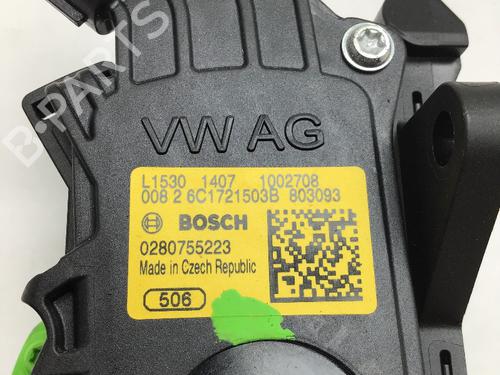 B-PARTS
VW AG
L1530 1407 1002708
008 2 6C1721503B 803093
BOSCH
0280755223
Made in Czech Republic
506